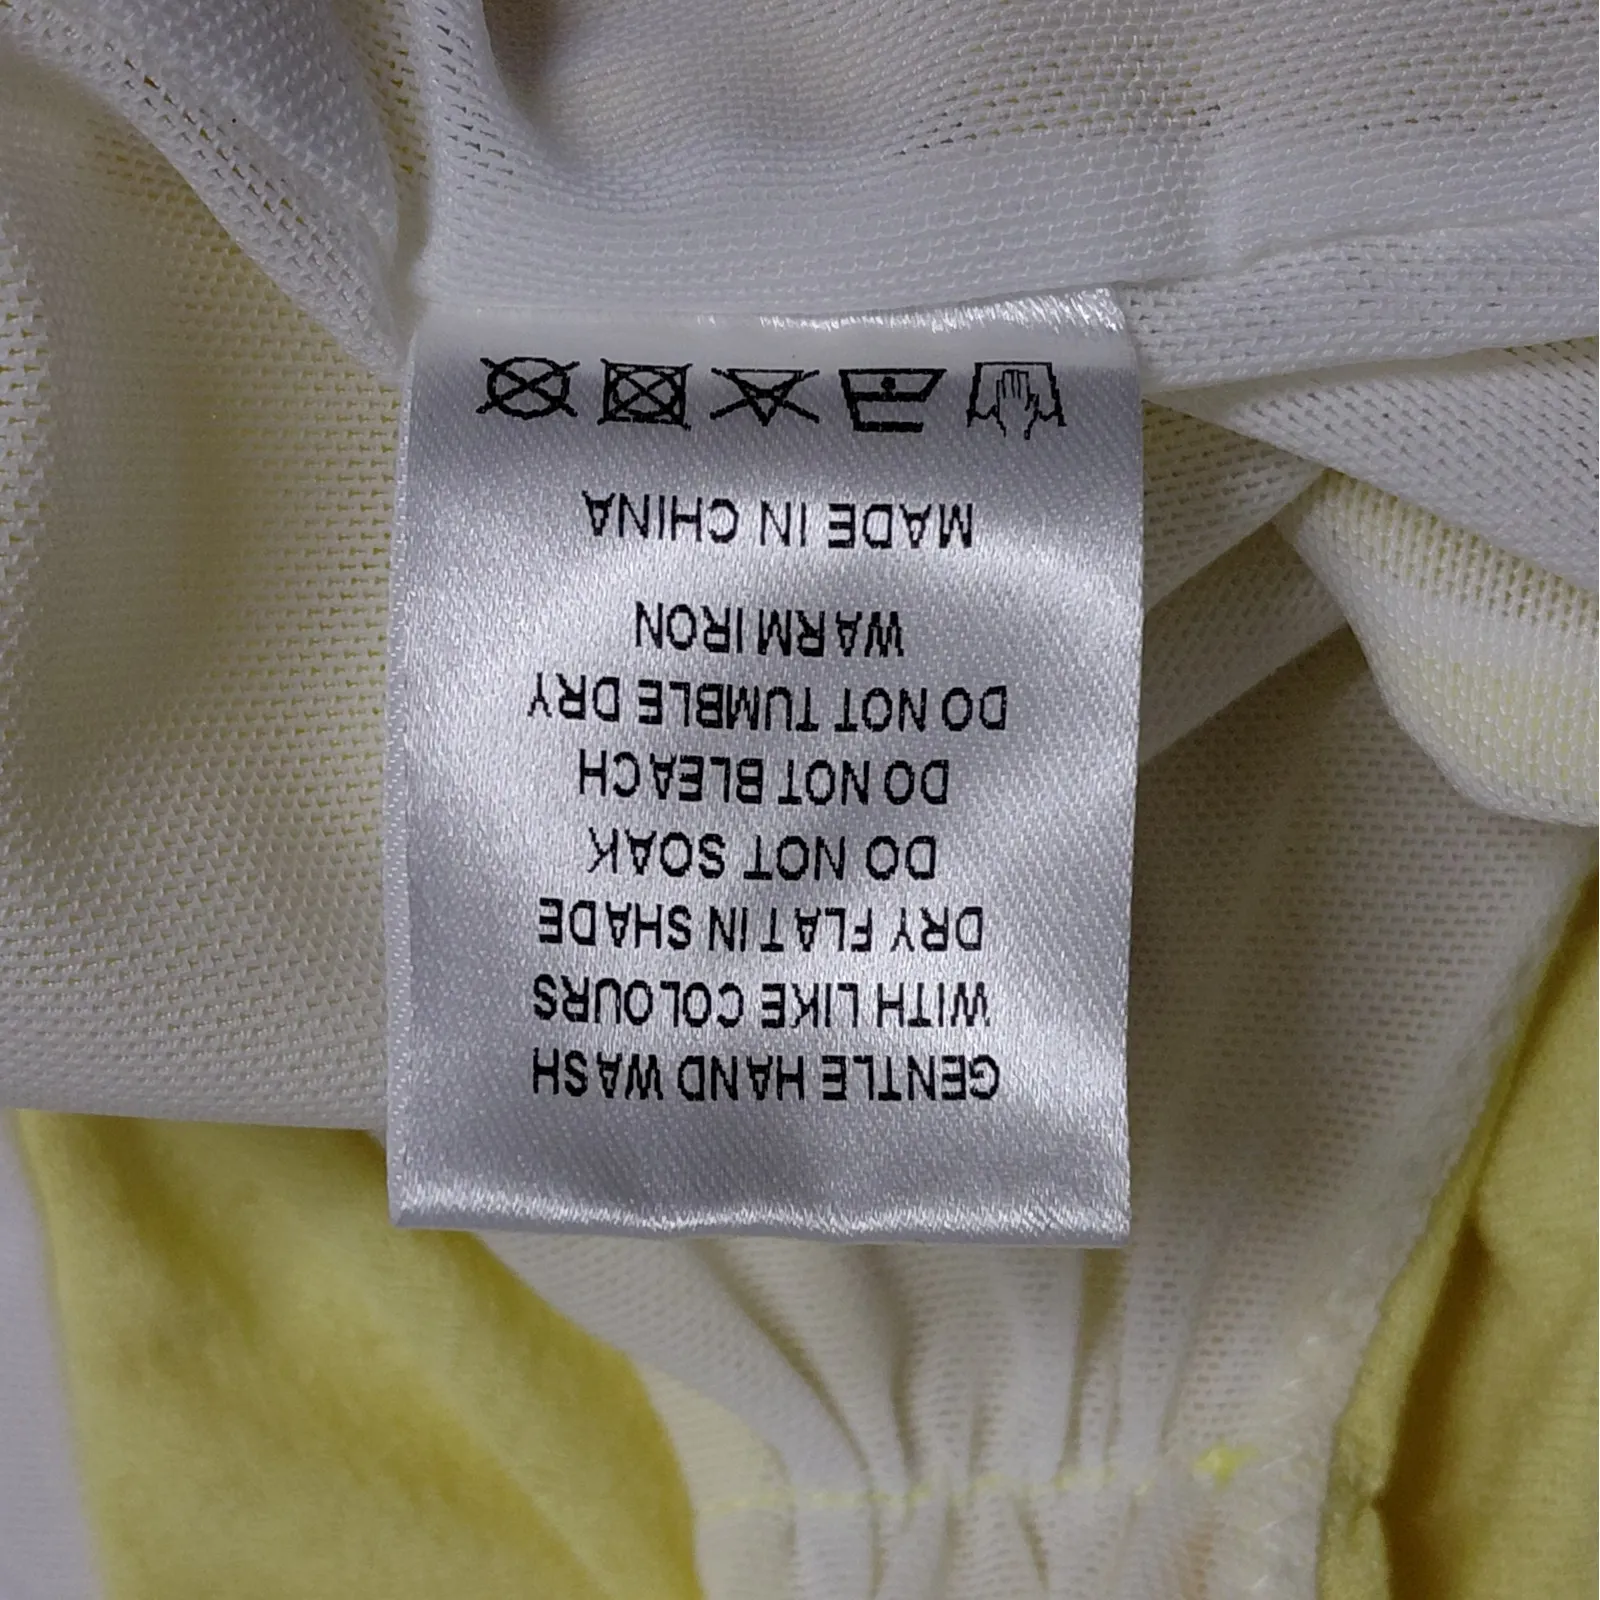 GENTLE HAND WASH
WITH LIKE COLOURS
DRY FLAT IN SHADE
DO NOT SOAK
DO NOT BLEACH
DO NOT TUMBLE DRY
WARM IRON
MADE IN CHINA